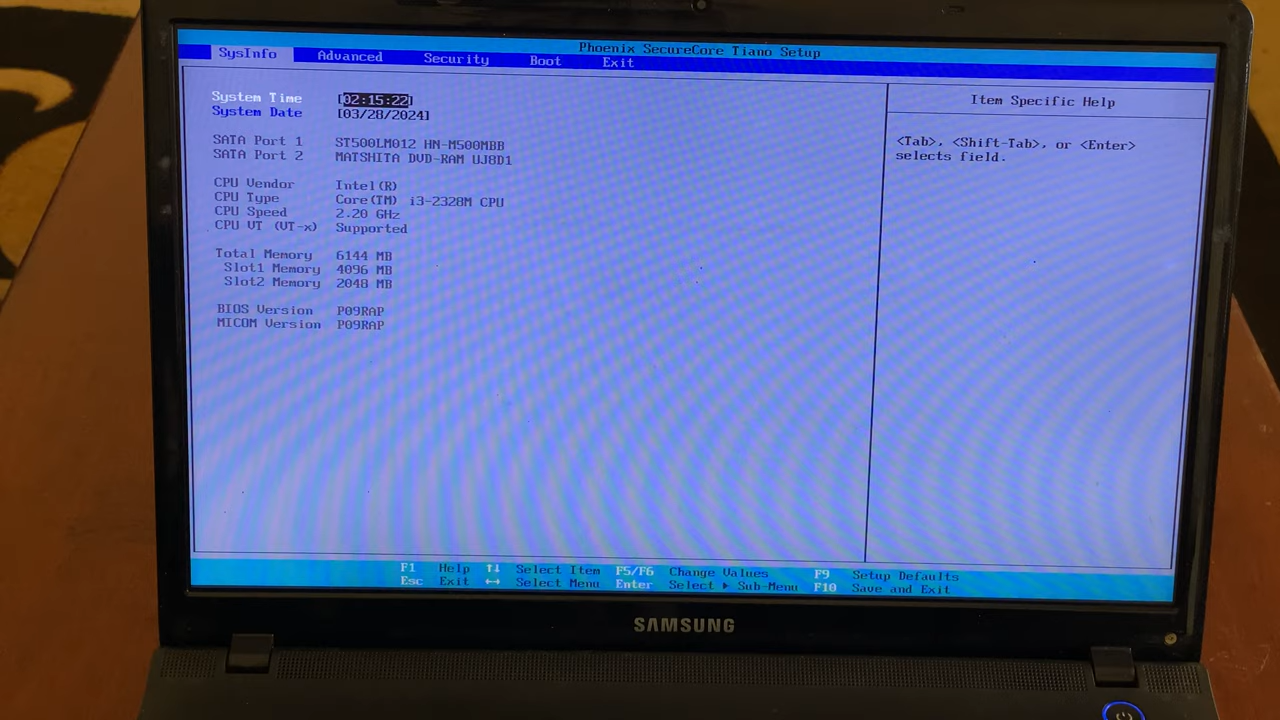 Phoenix SecureCore Tiano Setup
SysInfo Advanced Security Boot Exit
System Time [02:15:22]
System Date [03/28/2024]
SATA Port 1 ST500LM012 HN-M500MBB
SATA Port 2 MATSHITA DVD-RAM UJ8D1
CPU Vendor Intel(R)
CPU Type Core(TM) i3-2328M CPU
CPU Speed 2.20 GHz
CPU VT (VT-x) Supported
Total Memory 6144 MB
Slot1 Memory 4096 MB
Slot2 Memory 2048 MB
BIOS Version P09RAP
MICOM Version P09RAP
Item Specific Help
<Tab>, <Shift-Tab>, or <Enter>
selects field.
F1 Help ↑↓ Select Item F5/F6 Change Values F9 Setup Defaults
Esc Exit ↔ Select Menu Enter Select ▶ Sub-Menu F10 Save and Exit
SAMSUNG